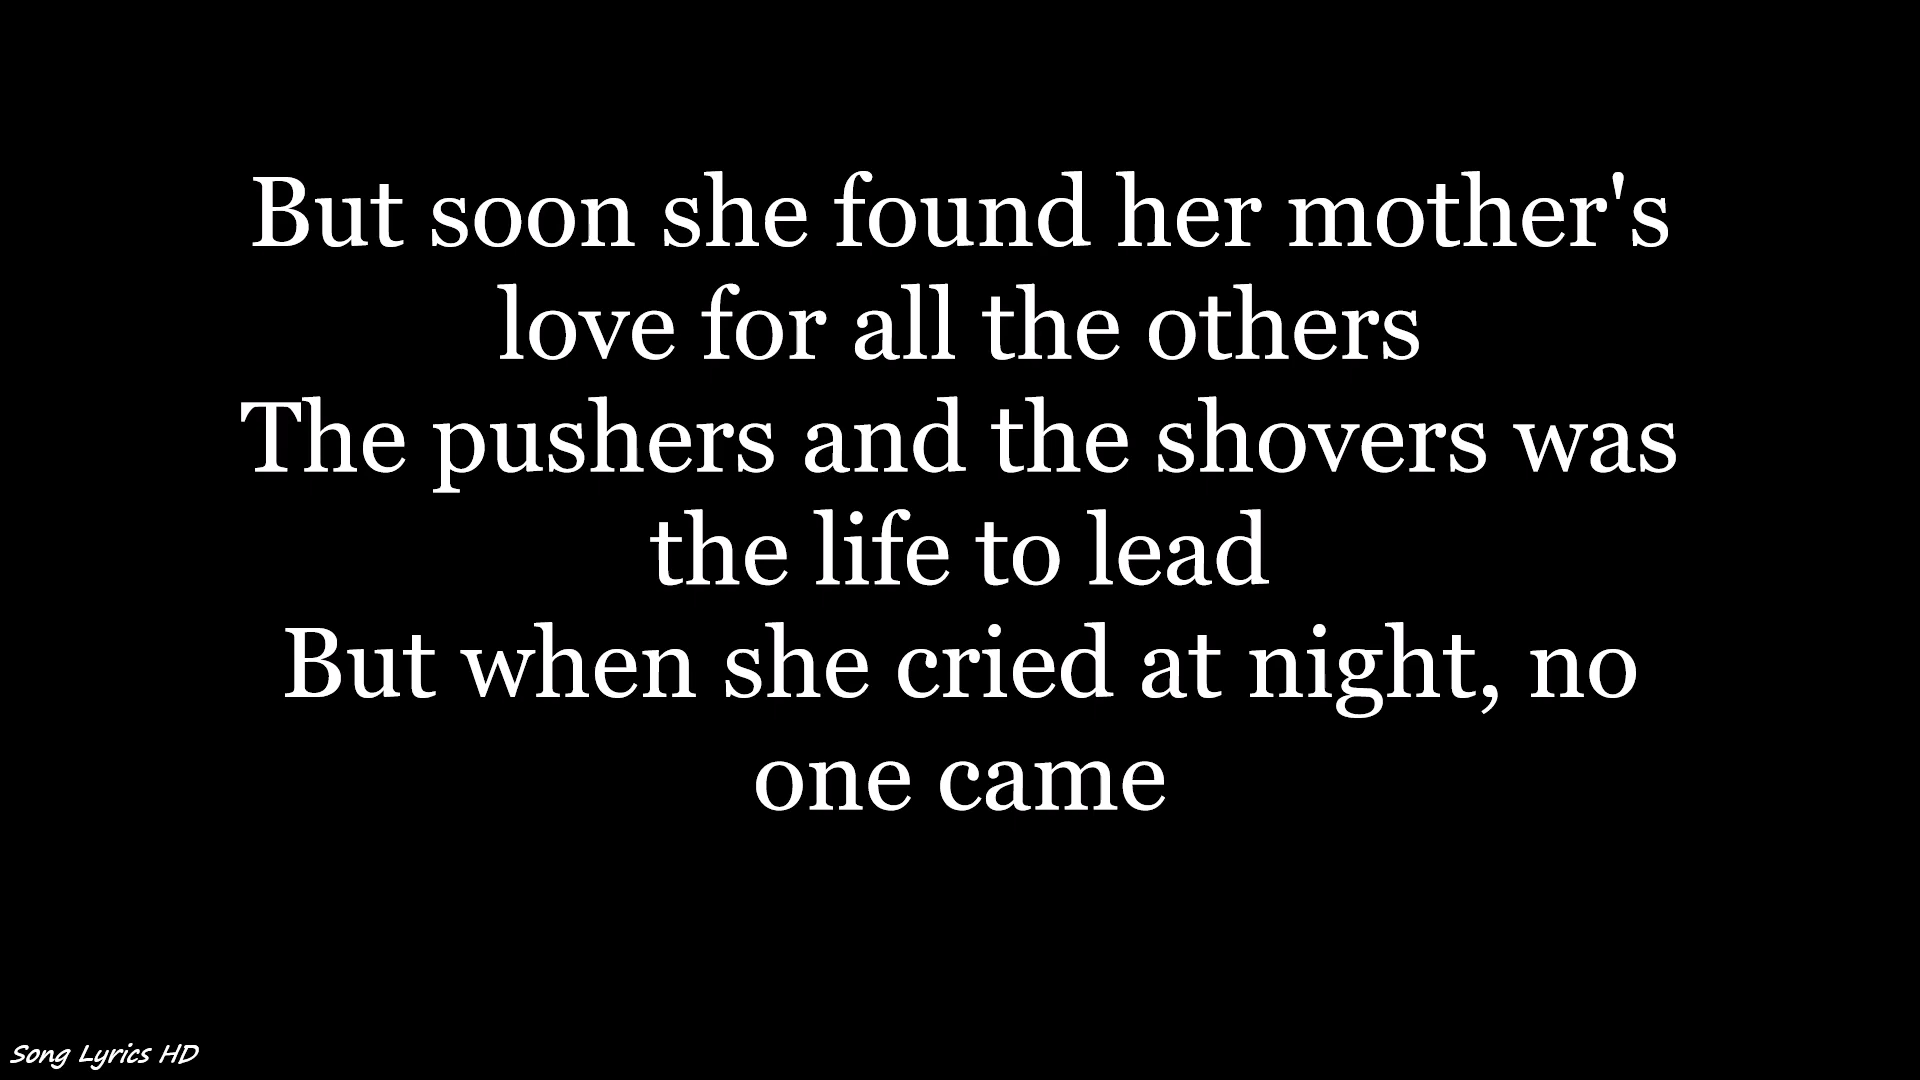 But soon she found her mother's
love for all the others
The pushers and the shovers was
the life to lead
But when she cried at night, no
one came
Song Lyrics HD